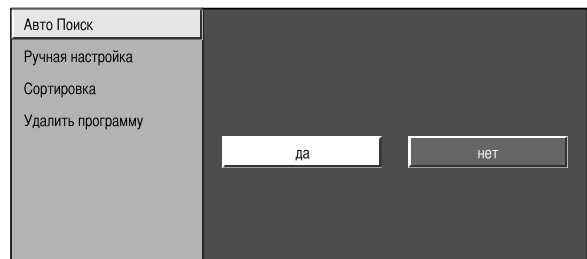 Авто Поиск
Ручная настройка
Сортировка
Удалить программу
да
нет